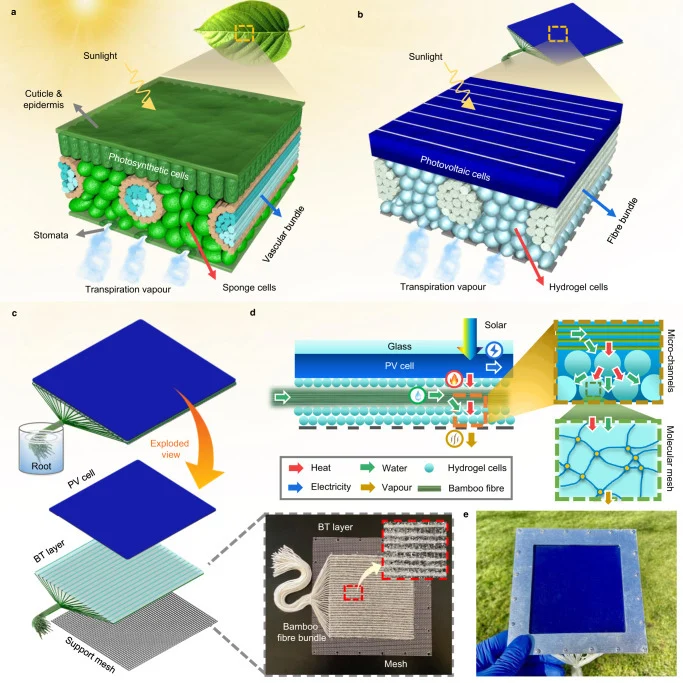 a
Sunlight
Cuticle &
epidermis
Photosynthetic cells
Stomata
Vascular bundle
Transpiration vapour
Sponge cells
b
Sunlight
Photovoltaic cells
Fibre bundle
Transpiration vapour
Hydrogel cells
c
Root
Exploded
view
PV cell
BT layer
Support mesh
d
Solar
Glass
PV cell
Micro-channels
Molecular mesh
Heat
Water
Hydrogel cells
Electricity
Vapour
Bamboo fibre
BT layer
Bamboo
fibre bundle
Mesh
e